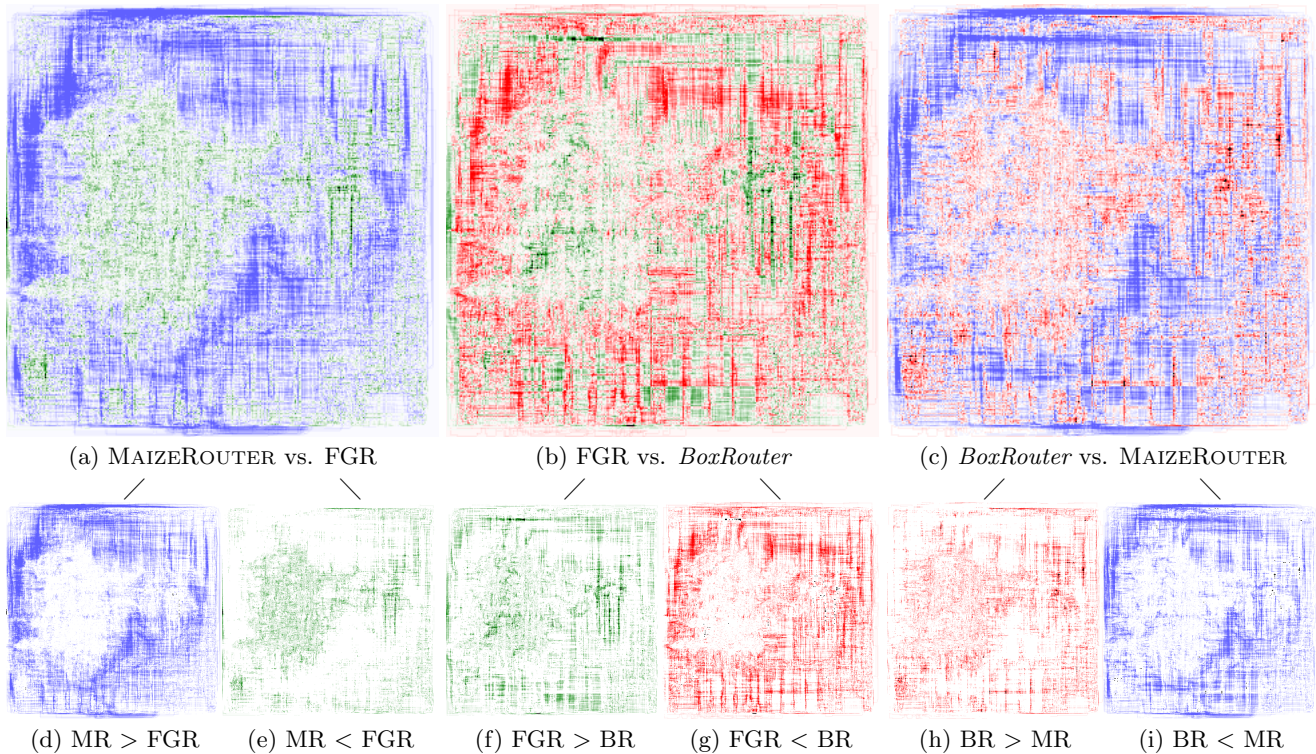 (a) MAIZEROUTER vs. FGR
(b) FGR vs. BoxRouter
(c) BoxRouter vs. MAIZEROUTER
(d) MR > FGR
(e) MR < FGR
(f) FGR > BR
(g) FGR < BR
(h) BR > MR
(i) BR < MR